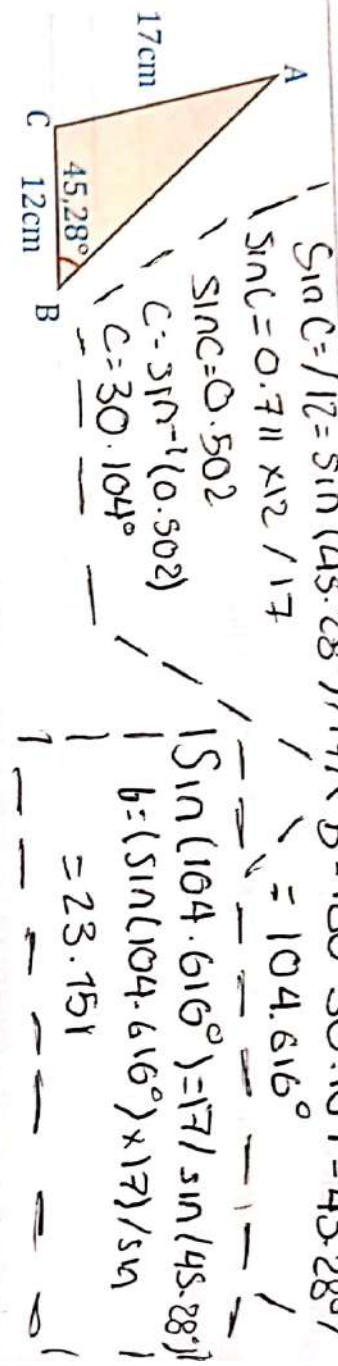 A
17cm
C
45,28°
12cm
B
Sin C = /12 = sin (45.28
Sin C = 0.711 x12 / 17
Sin C = 0.502
C = sin⁻¹(0.502)
C = 30.104°
= 104.616°
Sin (104.616°) = 17/ sin (45.28°)
b = (sin (104.616°) x 17) / sn
= 23.151